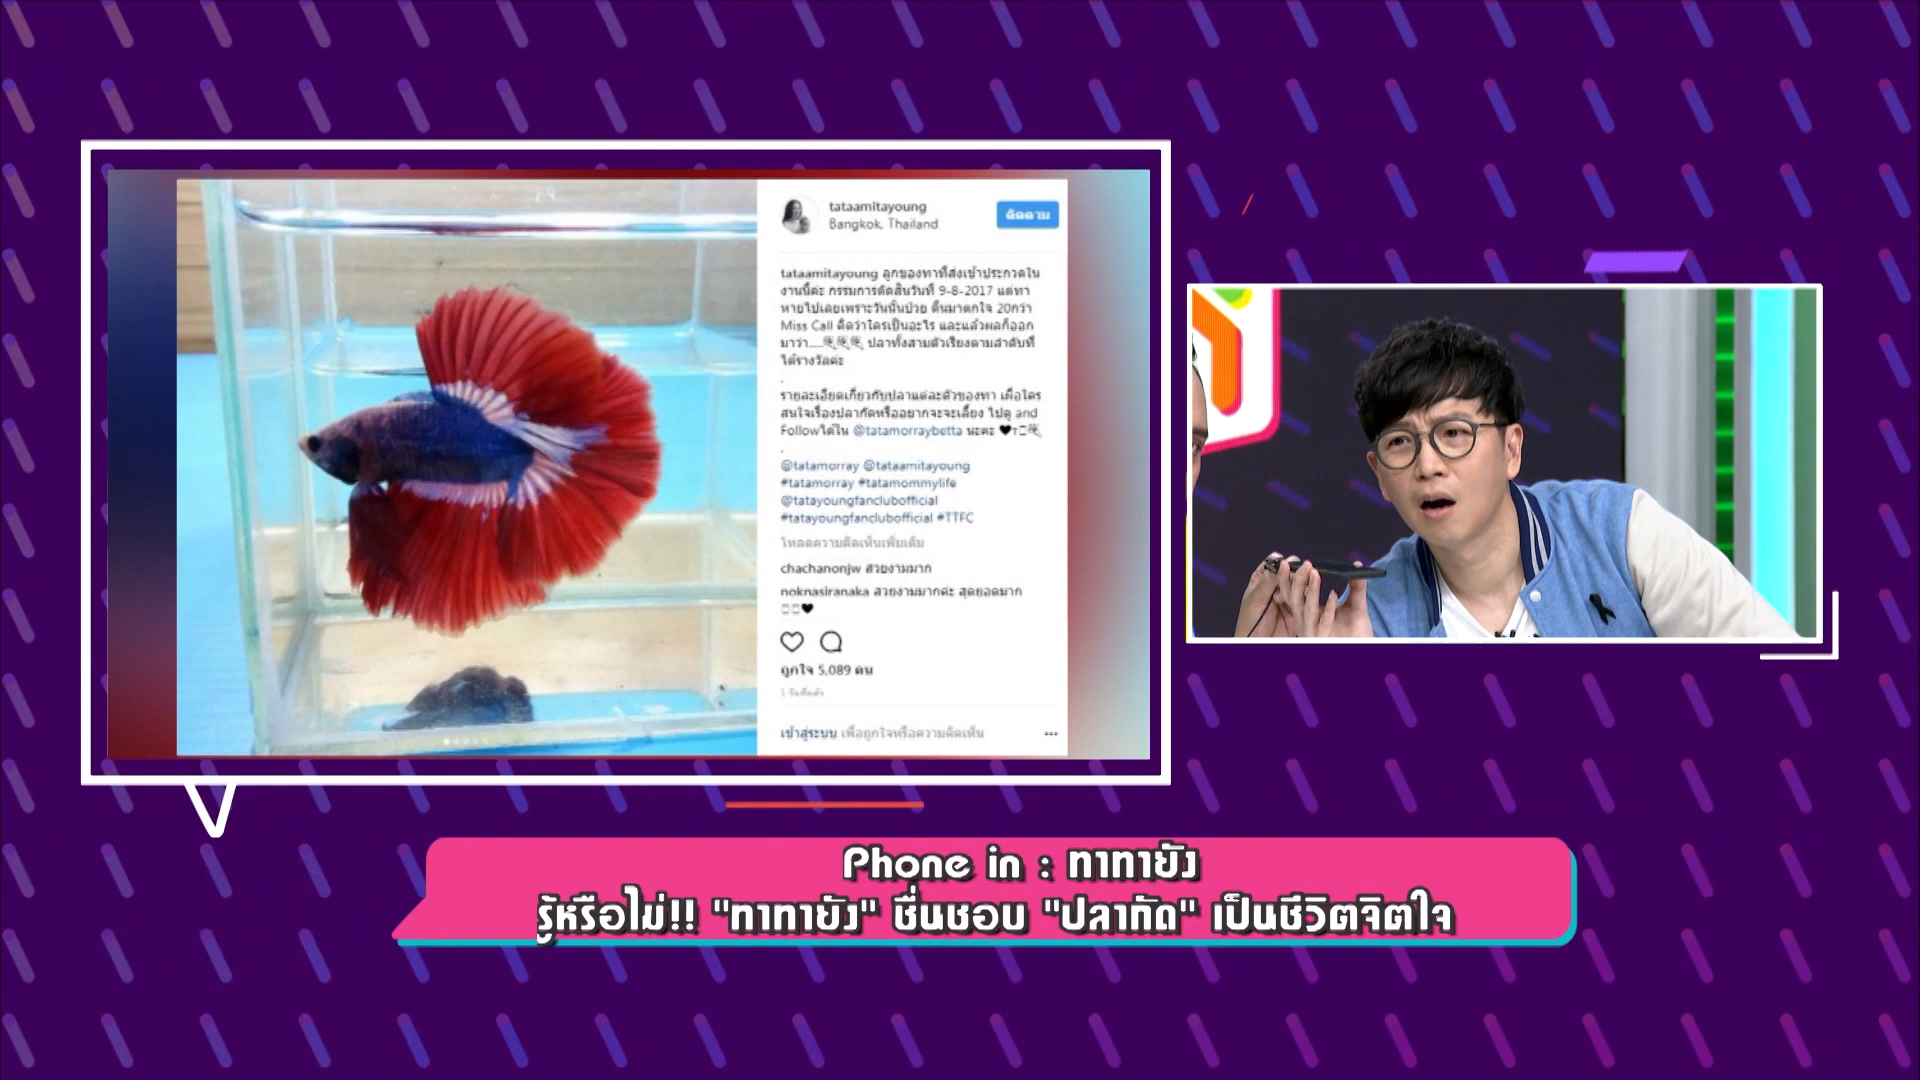 tataamitayoung
Bangkok, Thailand
ติดตาม
tataamitayoung ลูกของทาที่ส่งเข้าประกวดใน
งานนี้ค่ะ กรรมการตัดสินวันที่ 9-8-2017 แต่ทา
หายไปเลยเพราะวันนั้นป่วย ตื่นมาตกใจ 20กว่า
Miss Call คิดว่าใครเป็นอะไร และแล้วผลก็ออก
มาว่า.... ปลาทั้งสามตัวเรียงตามลำดับที่
ได้รางวัลค่ะ
.
รายละเอียดเกี่ยวกับปลาแต่ละตัวของทา เผื่อใคร
สนใจเรื่องปลากัดหรืออยากจะจะเลี้ยง ไปดู and
Followได้ใน @tatamorraybetta นะคะ
.
@tatamorray @tataamitayoung
#tatamorray #tatamommylife
@tatayoungfanclubofficial
#tatayoungfanclubofficial #TTFC
โหลดความคิดเห็นเพิ่มเติม
chachanonjw สวยงามมาก
noknasiranaka สวยงามมากค่ะ สุดยอดมาก
ถูกใจ 5,089 คน
1 วันที่แล้ว
เข้าสู่ระบบ เพื่อถูกใจหรือความคิดเห็น
Phone in : ทาทายัง
รู้หรือไม่!! "ทาทายัง" ชื่นชอบ "ปลากัด" เป็นชีวิตจิตใจ